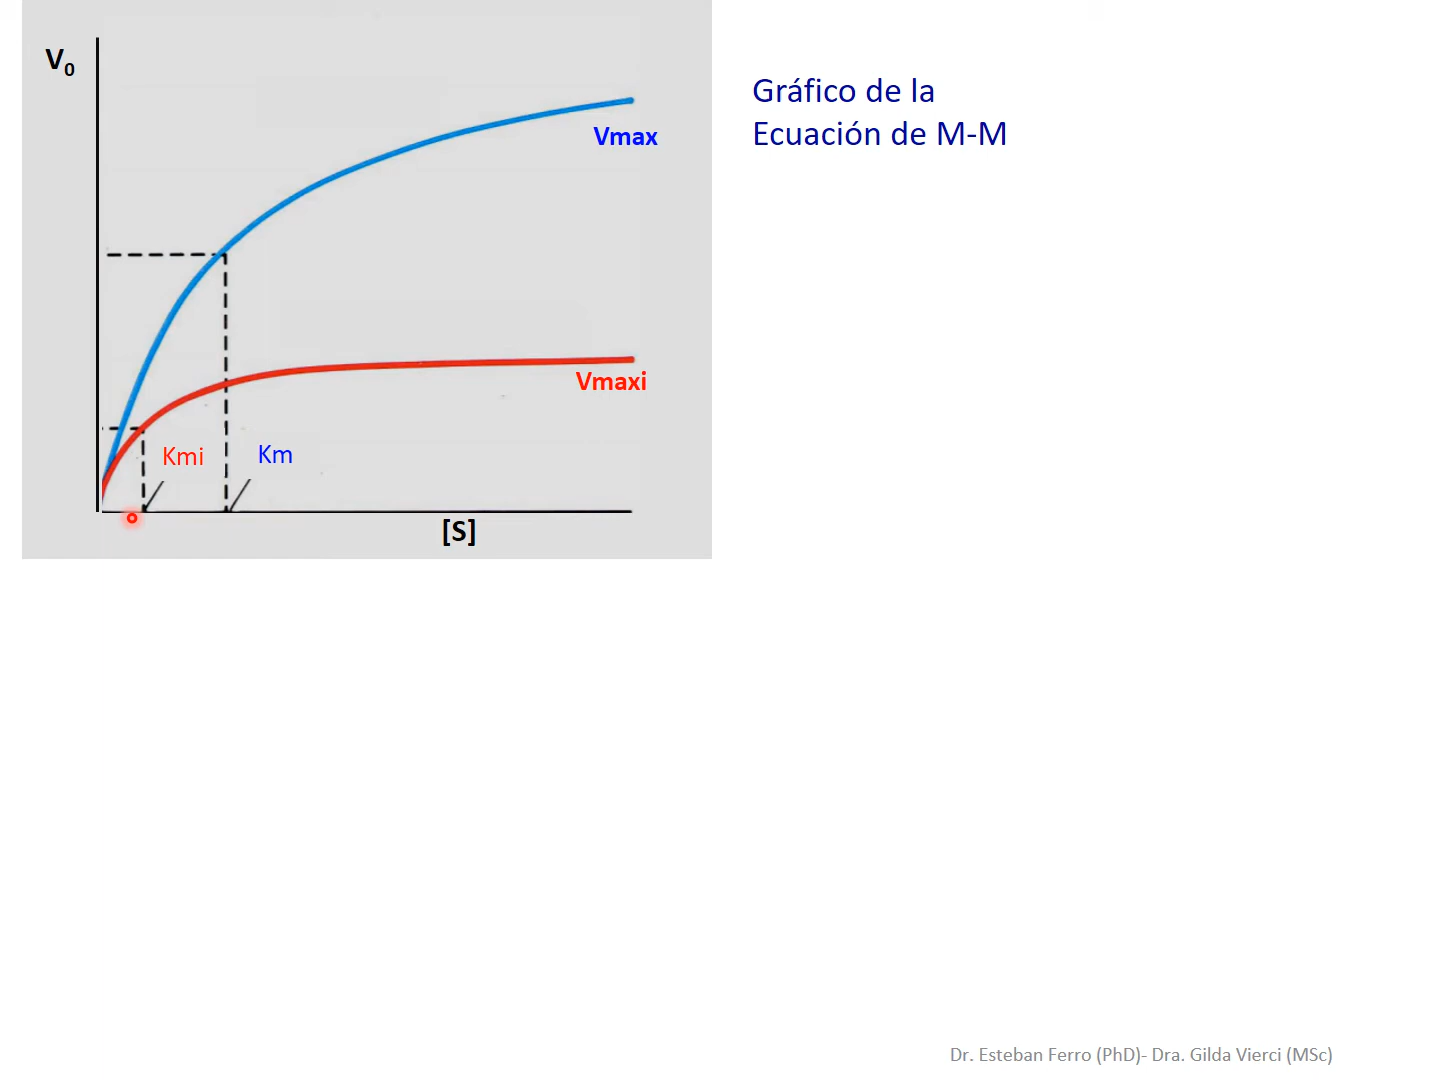 V0
Vmax
Vmaxi
Kmi
Km
[S]
Gráfico de la
Ecuación de M-M
Dr. Esteban Ferro (PhD)- Dra. Gilda Vierci (MSc)